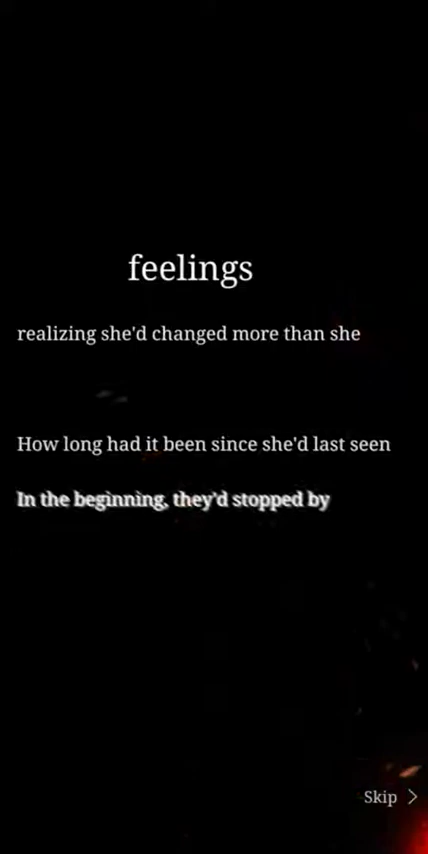 feelings
realizing she'd changed more than she
How long had it been since she'd last seen
In the beginning, they'd stopped by
Skip